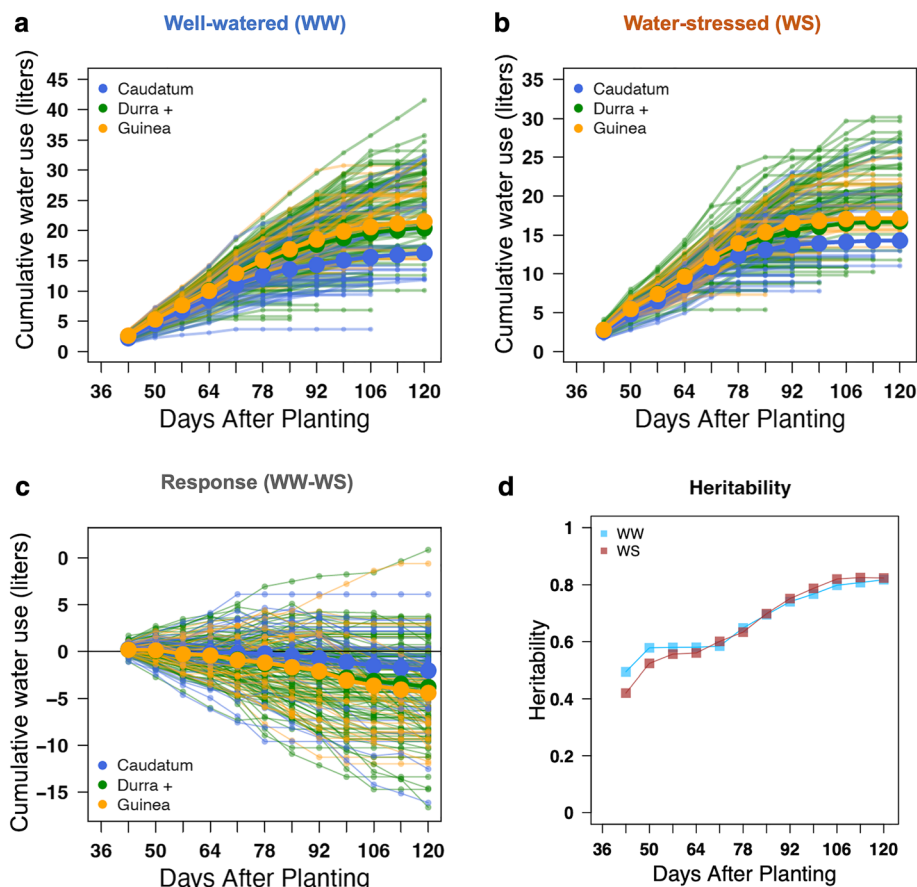 a
Well-watered (WW)
Cumulative water use (liters)
45
40
35
30
25
20
15
10
5
0
Caudatum
Durra +
Guinea
36 50 64 78 92 106 120
Days After Planting
b
Water-stressed (WS)
Cumulative water use (liters)
35
30
25
20
15
10
5
0
Caudatum
Durra +
Guinea
36 50 64 78 92 106 120
Days After Planting
c
Response (WW-WS)
Cumulative water use (liters)
0
5
0
−5
−10
−15
Caudatum
Durra +
Guinea
36 50 64 78 92 106 120
Days After Planting
d
Heritability
Heritability
1
0.8
0.6
0.4
0.2
0
WW
WS
36 50 64 78 92 106 120
Days After Planting